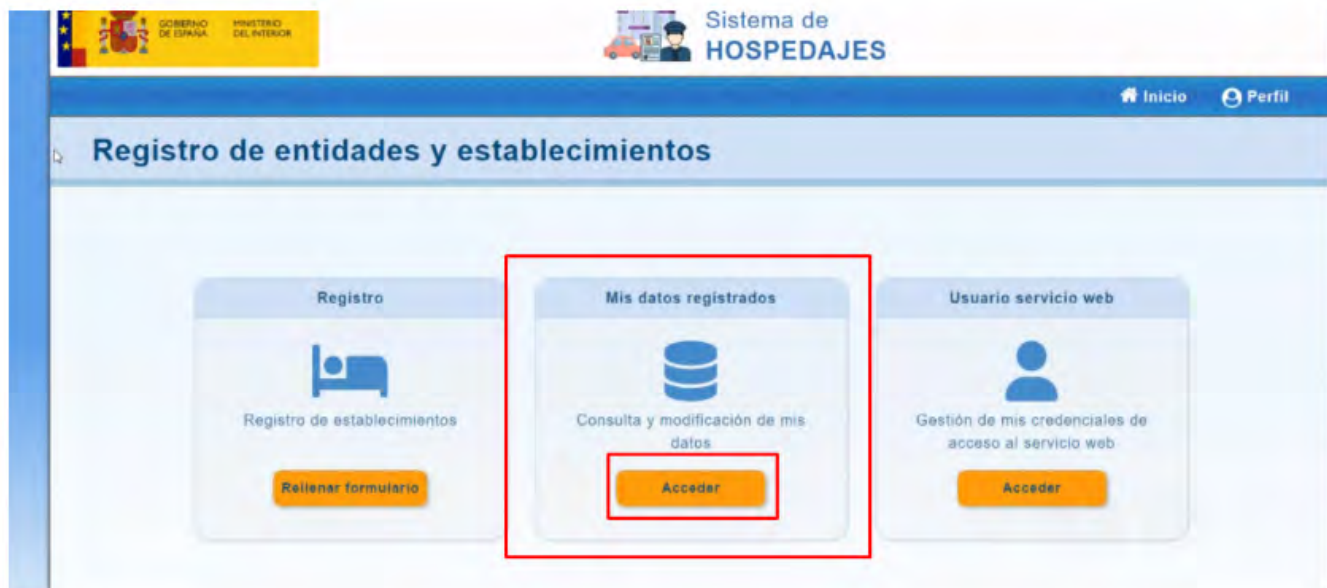 GOBIERNO DE ESPAÑA
MINISTERIO DEL INTERIOR
Sistema de
HOSPEDAJES
Inicio
Perfil
Registro de entidades y establecimientos
Registro
Registro de establecimientos
Rellenar formulario
Mis datos registrados
Consulta y modificación de mis
datos
Acceder
Usuario servicio web
Gestión de mis credenciales de
acceso al servicio web
Acceder